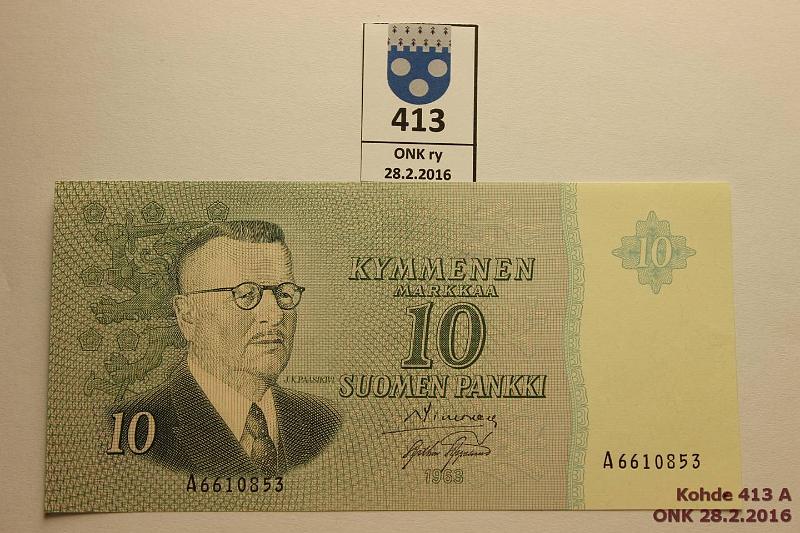 413
ONK ry
28.2.2016
10
KYMMENEN
MARKKAA
10
J.K.PAASIKIVI
SUOMEN PANKKI
10
1963
A6610853
A6610853
Kohde 413 A
ONK 28.2.2016